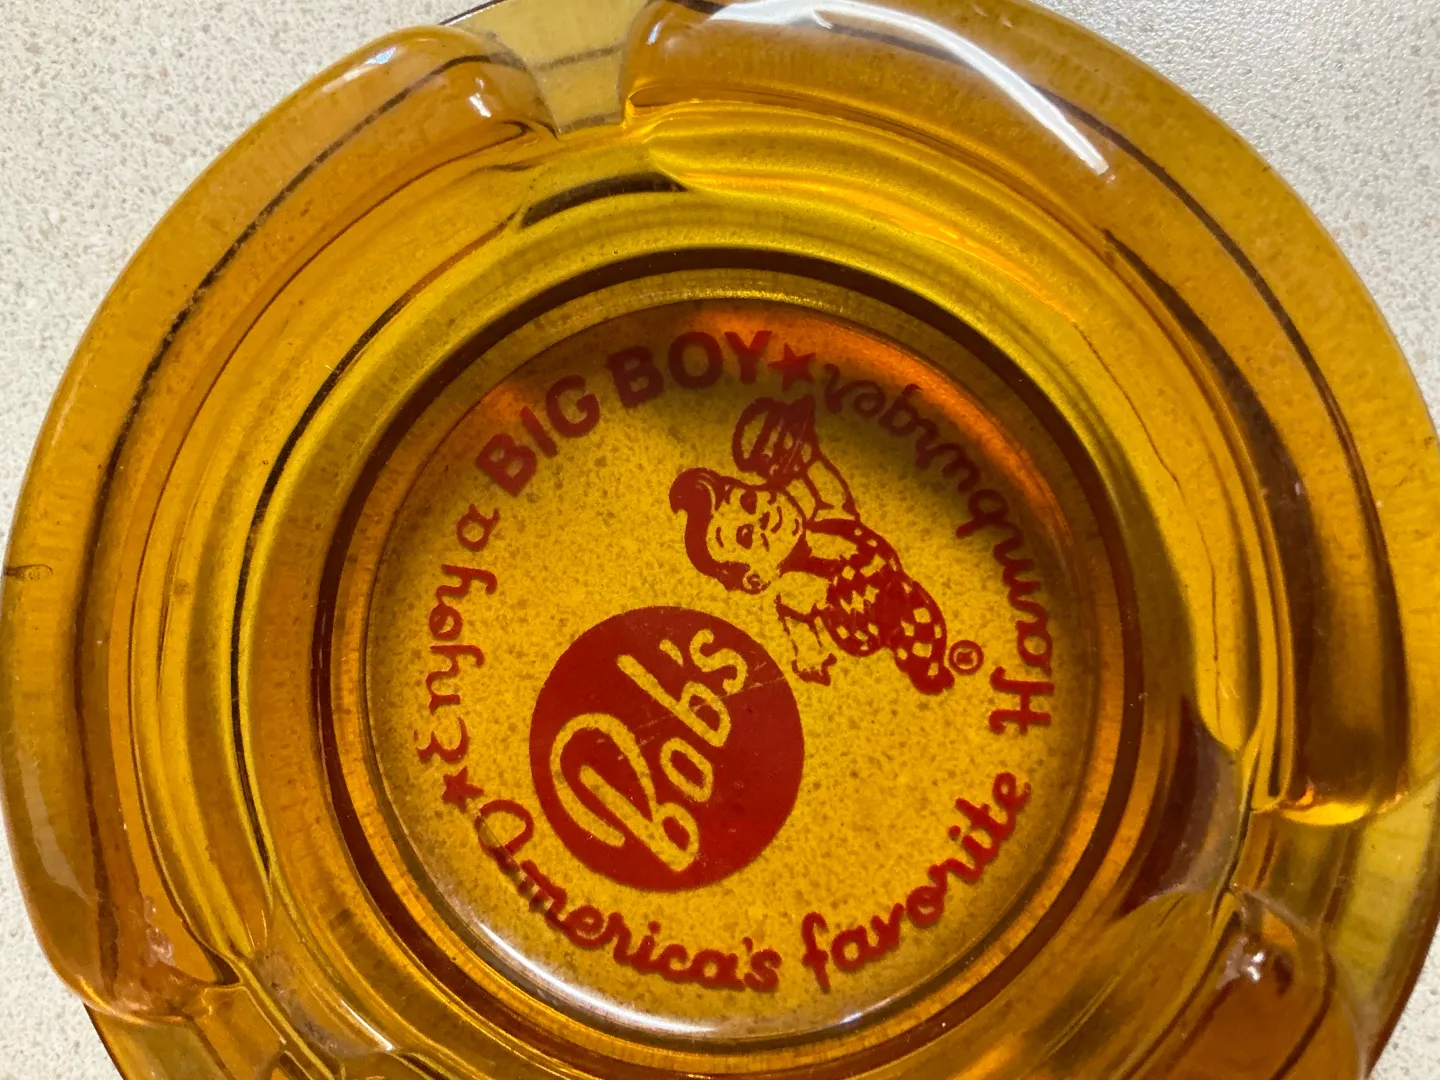 Enjoy a BIG BOY ★
America's favorite Hamburger ★
Bob's
®